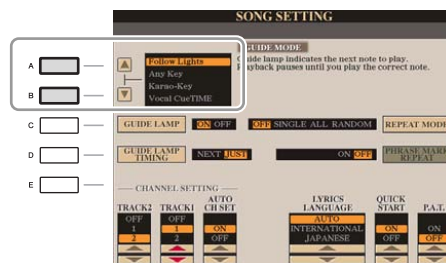 SONG SETTING
GUIDE MODE
A
Follow Lights
Guide lamp indicates the next note to play.
Any Key
Playback pauses until you play the correct note.
Karao-Key
B
Vocal CueTIME
C
GUIDE LAMP ON OFF OFF SINGLE ALL RANDOM REPEAT MODE
D
GUIDE LAMP TIMING NEXT JUST ON OFF PHRASE MARK REPEAT
E
CHANNEL SETTING
TRACK2 TRACK1 AUTO CH SET LYRICS LANGUAGE QUICK START P.A.T.
OFF OFF AUTO
1 1 ON INTERNATIONAL ON ON
2 2 OFF JAPANESE OFF OFF